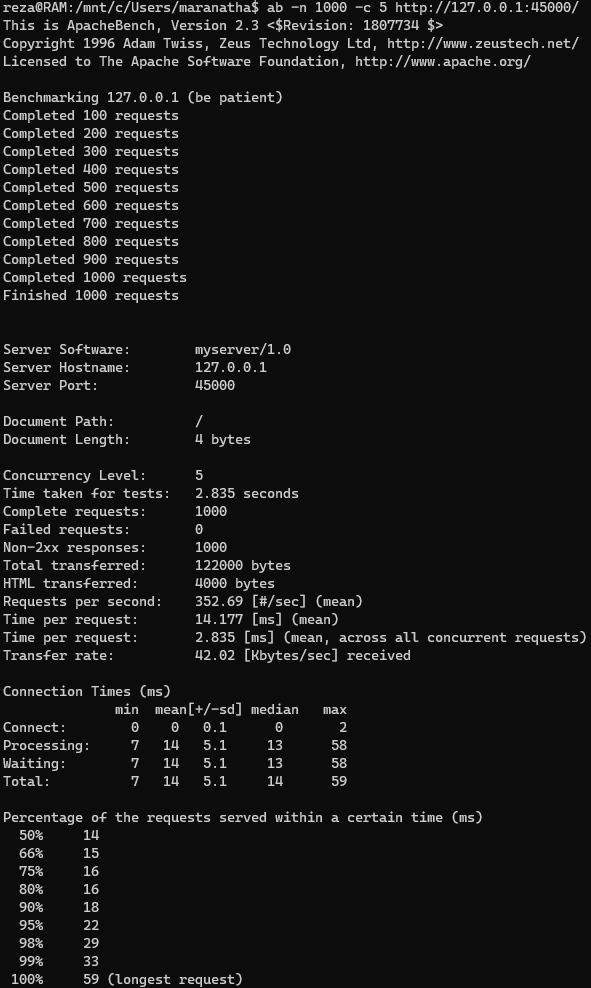 reza@RAM:/mnt/c/Users/maranatha$ ab -n 1000 -c 5 http://127.0.0.1:45000/
This is ApacheBench, Version 2.3 <$Revision: 1807734 $>
Copyright 1996 Adam Twiss, Zeus Technology Ltd, http://www.zeustech.net/
Licensed to The Apache Software Foundation, http://www.apache.org/

Benchmarking 127.0.0.1 (be patient)
Completed 100 requests
Completed 200 requests
Completed 300 requests
Completed 400 requests
Completed 500 requests
Completed 600 requests
Completed 700 requests
Completed 800 requests
Completed 900 requests
Completed 1000 requests
Finished 1000 requests


Server Software:        myserver/1.0
Server Hostname:        127.0.0.1
Server Port:            45000

Document Path:          /
Document Length:        4 bytes

Concurrency Level:      5
Time taken for tests:   2.835 seconds
Complete requests:      1000
Failed requests:        0
Non-2xx responses:      1000
Total transferred:      122000 bytes
HTML transferred:       4000 bytes
Requests per second:    352.69 [#/sec] (mean)
Time per request:       14.177 [ms] (mean)
Time per request:       2.835 [ms] (mean, across all concurrent requests)
Transfer rate:          42.02 [Kbytes/sec] received

Connection Times (ms)
              min  mean[+/-sd] median   max
Connect:        0    0   0.1      0       2
Processing:     7   14   5.1     13      58
Waiting:        7   14   5.1     13      58
Total:          7   14   5.1     14      59

Percentage of the requests served within a certain time (ms)
  50%     14
  66%     15
  75%     16
  80%     16
  90%     18
  95%     22
  98%     29
  99%     33
 100%     59 (longest request)